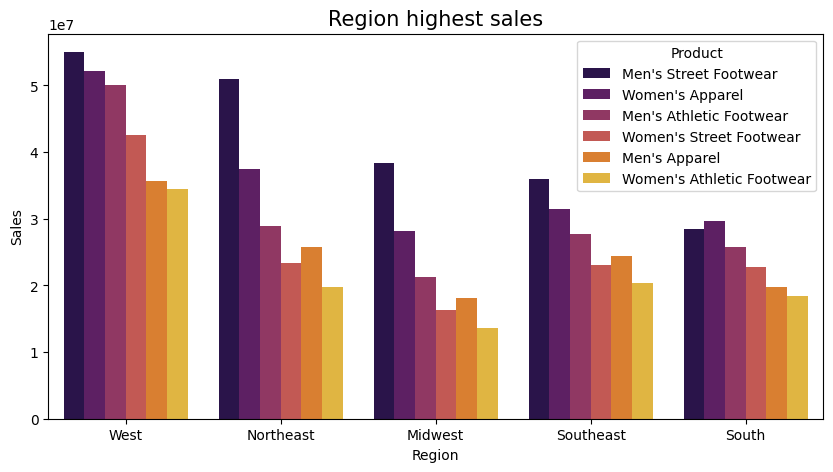 Region highest sales
1e7
Product
Men's Street Footwear
Women's Apparel
Men's Athletic Footwear
Women's Street Footwear
Men's Apparel
Women's Athletic Footwear
5
4
3
2
1
0
Sales
West Northeast Midwest Southeast South
Region